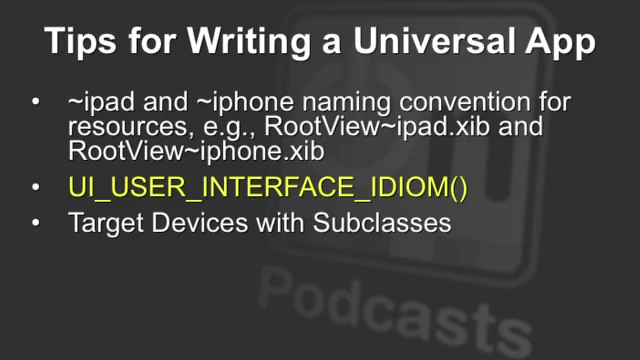 Tips for Writing a Universal App
• ~ipad and ~iphone naming convention for
resources, e.g., RootView~ipad.xib and
RootView~iphone.xib
• UI_USER_INTERFACE_IDIOM()
• Target Devices with Subclasses
Podcasts